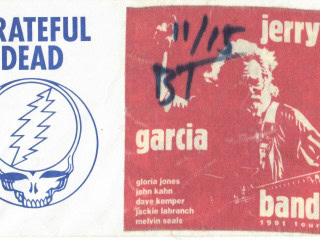 RATEFUL
DEAD
11/15
BT
jerry
garcia
gloria jones
john kahn
dave kemper
jackie labranch
melvin seals
band
1991 tour